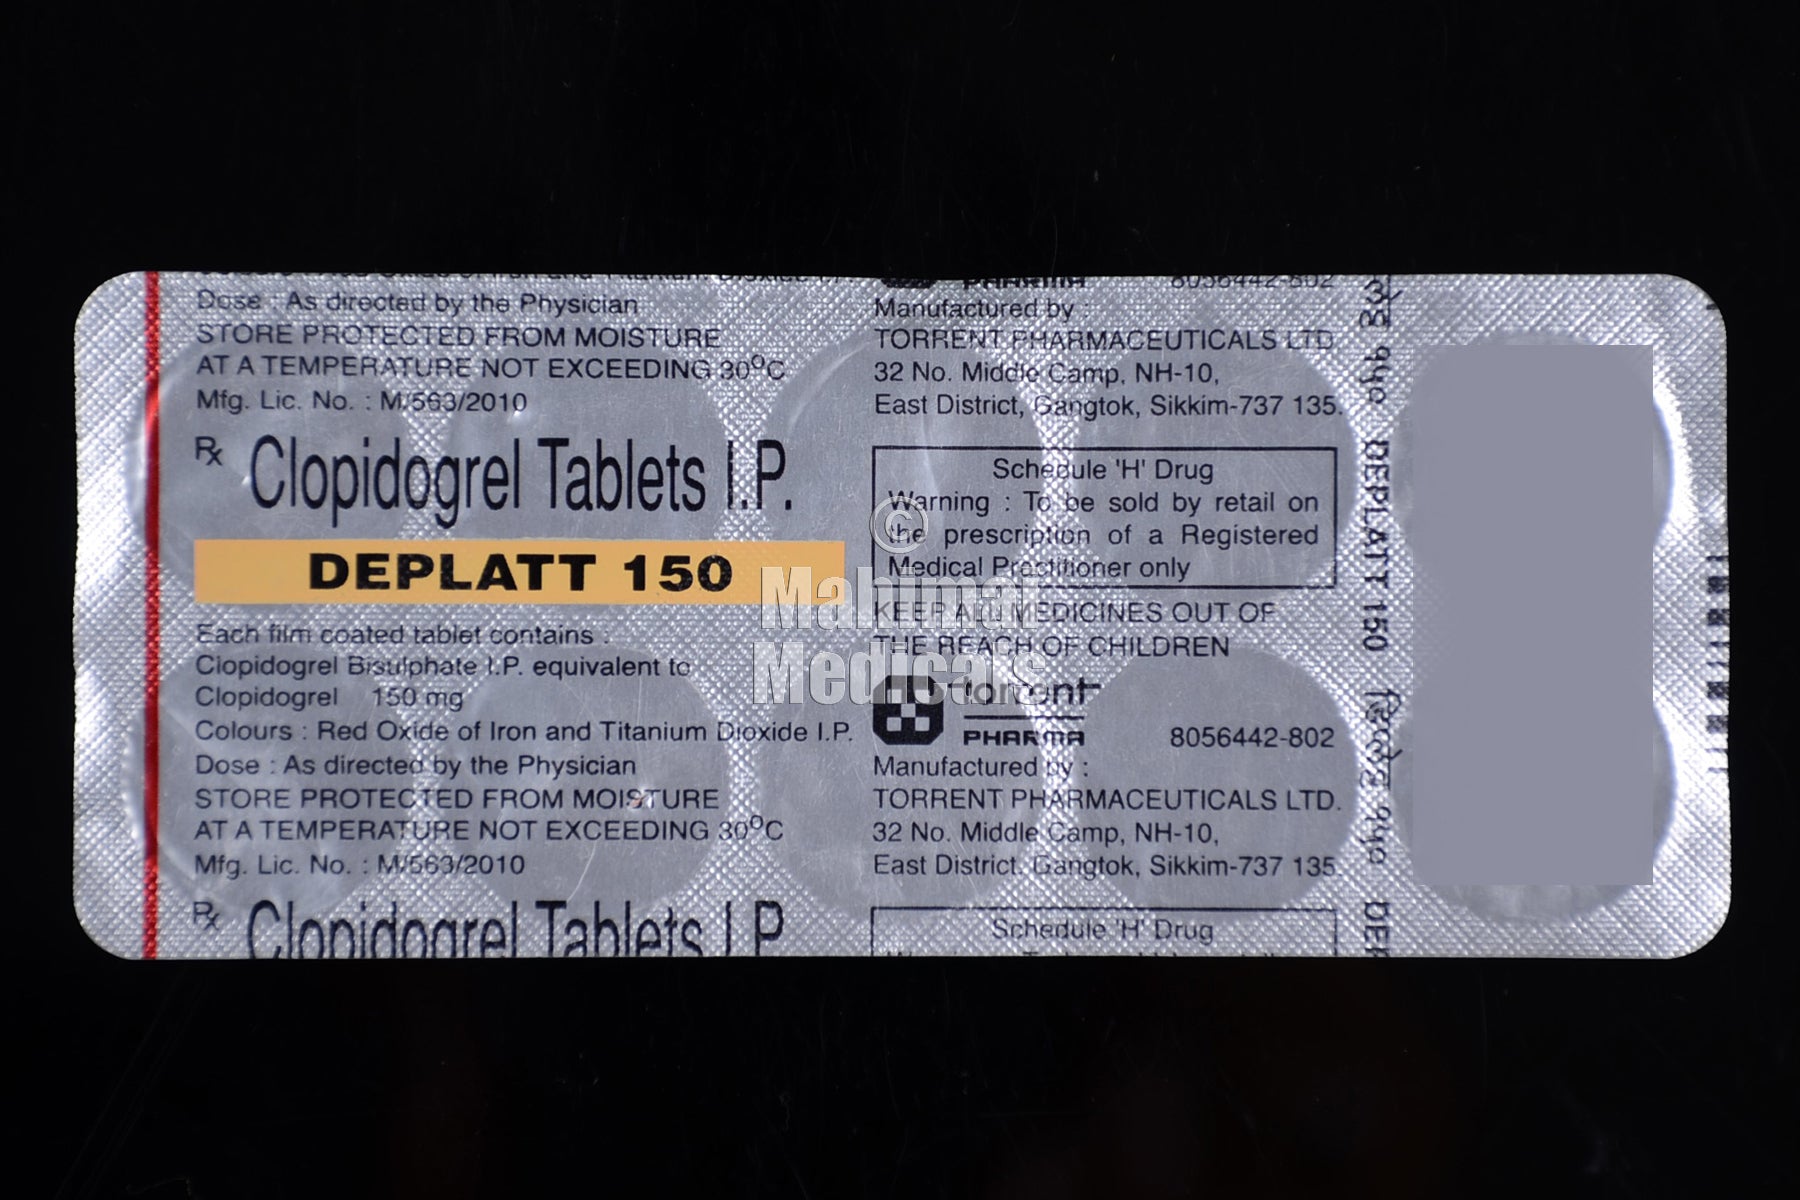 Dose : As directed by the Physician
STORE PROTECTED FROM MOISTURE
AT A TEMPERATURE NOT EXCEEDING 30°C
Mfg. Lic. No. : M/563/2010
Rx Clopidogrel Tablets I.P.
DEPLATT 150
Each film coated tablet contains :
Clopidogrel Bisulphate I.P. equivalent to
Clopidogrel 150 mg
Colours : Red Oxide of Iron and Titanium Dioxide I.P.
Dose : As directed by the Physician
STORE PROTECTED FROM MOISTURE
AT A TEMPERATURE NOT EXCEEDING 30°C
Mfg. Lic. No. : M/563/2010
Rx Clopidogrel Tablets I.P.
PHARMA 8056442-802
Manufactured by :
TORRENT PHARMACEUTICALS LTD.
32 No. Middle Camp, NH-10,
East District, Gangtok, Sikkim-737 135.
Schedule 'H' Drug
Warning : To be sold by retail on
the prescription of a Registered
Medical Practitioner only
KEEP ALL MEDICINES OUT OF
THE REACH OF CHILDREN
torrent
PHARMA 8056442-802
Manufactured by :
TORRENT PHARMACEUTICALS LTD.
32 No. Middle Camp, NH-10,
East District. Gangtok, Sikkim-737 135
Schedule 'H' Drug
१५० DEPLATT 150 डिप्लॅट १५०
©
Mahimai
Medicals